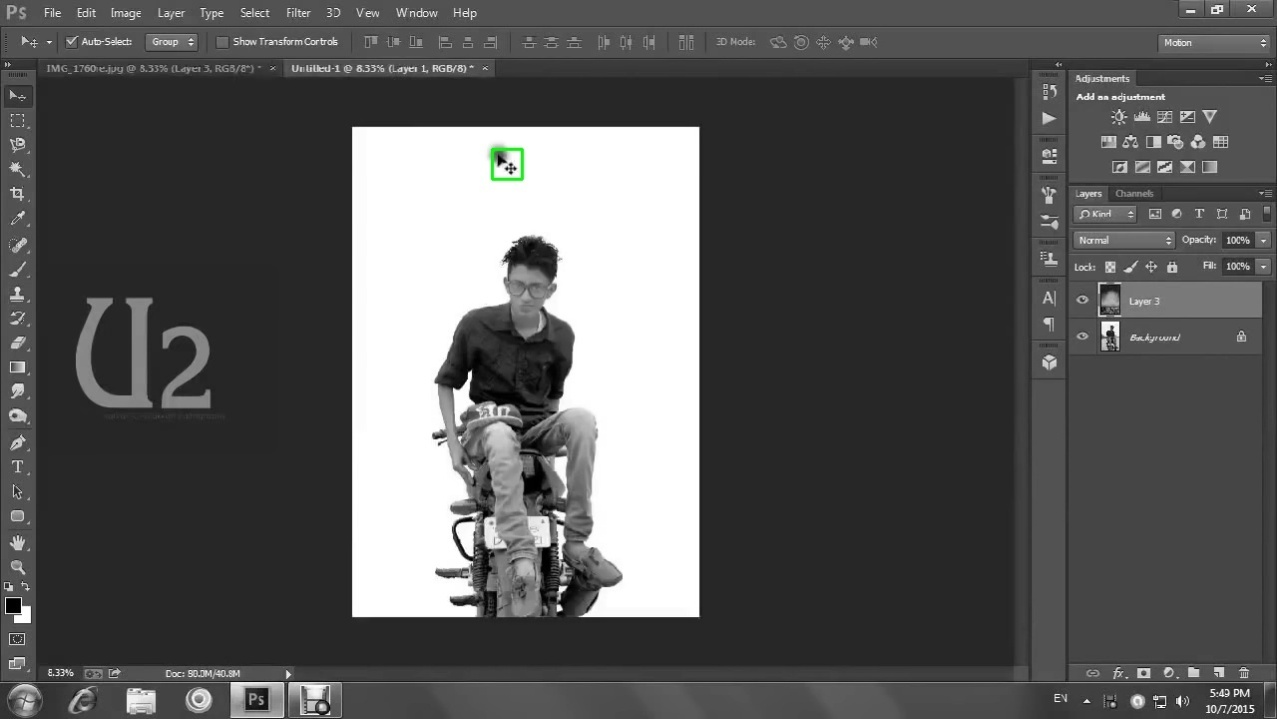 Ps File Edit Image Layer Type Select Filter 3D View Window Help
Auto-Select: Group Show Transform Controls 3D Mode: Motion
IMG_1760re.jpg @ 8.33% (Layer 3, RGB/8*) * × Untitled-1 @ 8.33% (Layer 1, RGB/8) * ×
Adjustments
Add an adjustment
Layers Channels
Kind
Normal Opacity: 100%
Lock: Fill: 100%
Layer 3
Background
U2
8.33% Doc: 50.0M/40.8M
Ps EN 5:49 PM
10/7/2015